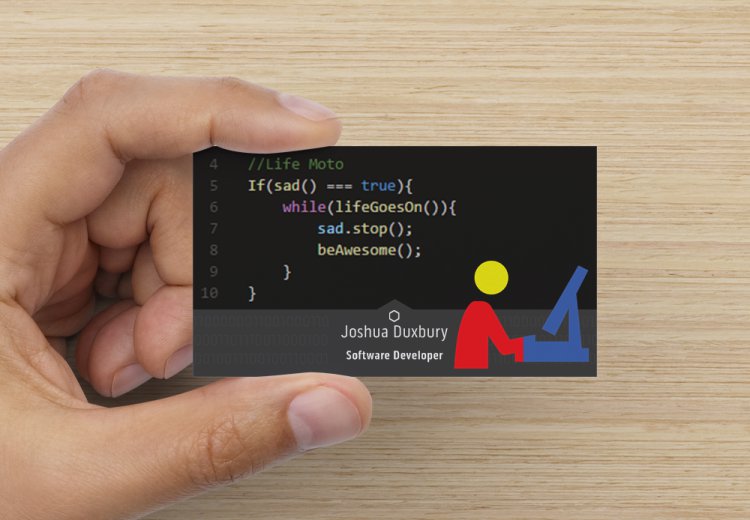 4 //Life Moto
5 If(sad() === true){
6 while(lifeGoesOn()){
7 sad.stop();
8 beAwesome();
9 }
10 }
Joshua Duxbury
Software Developer